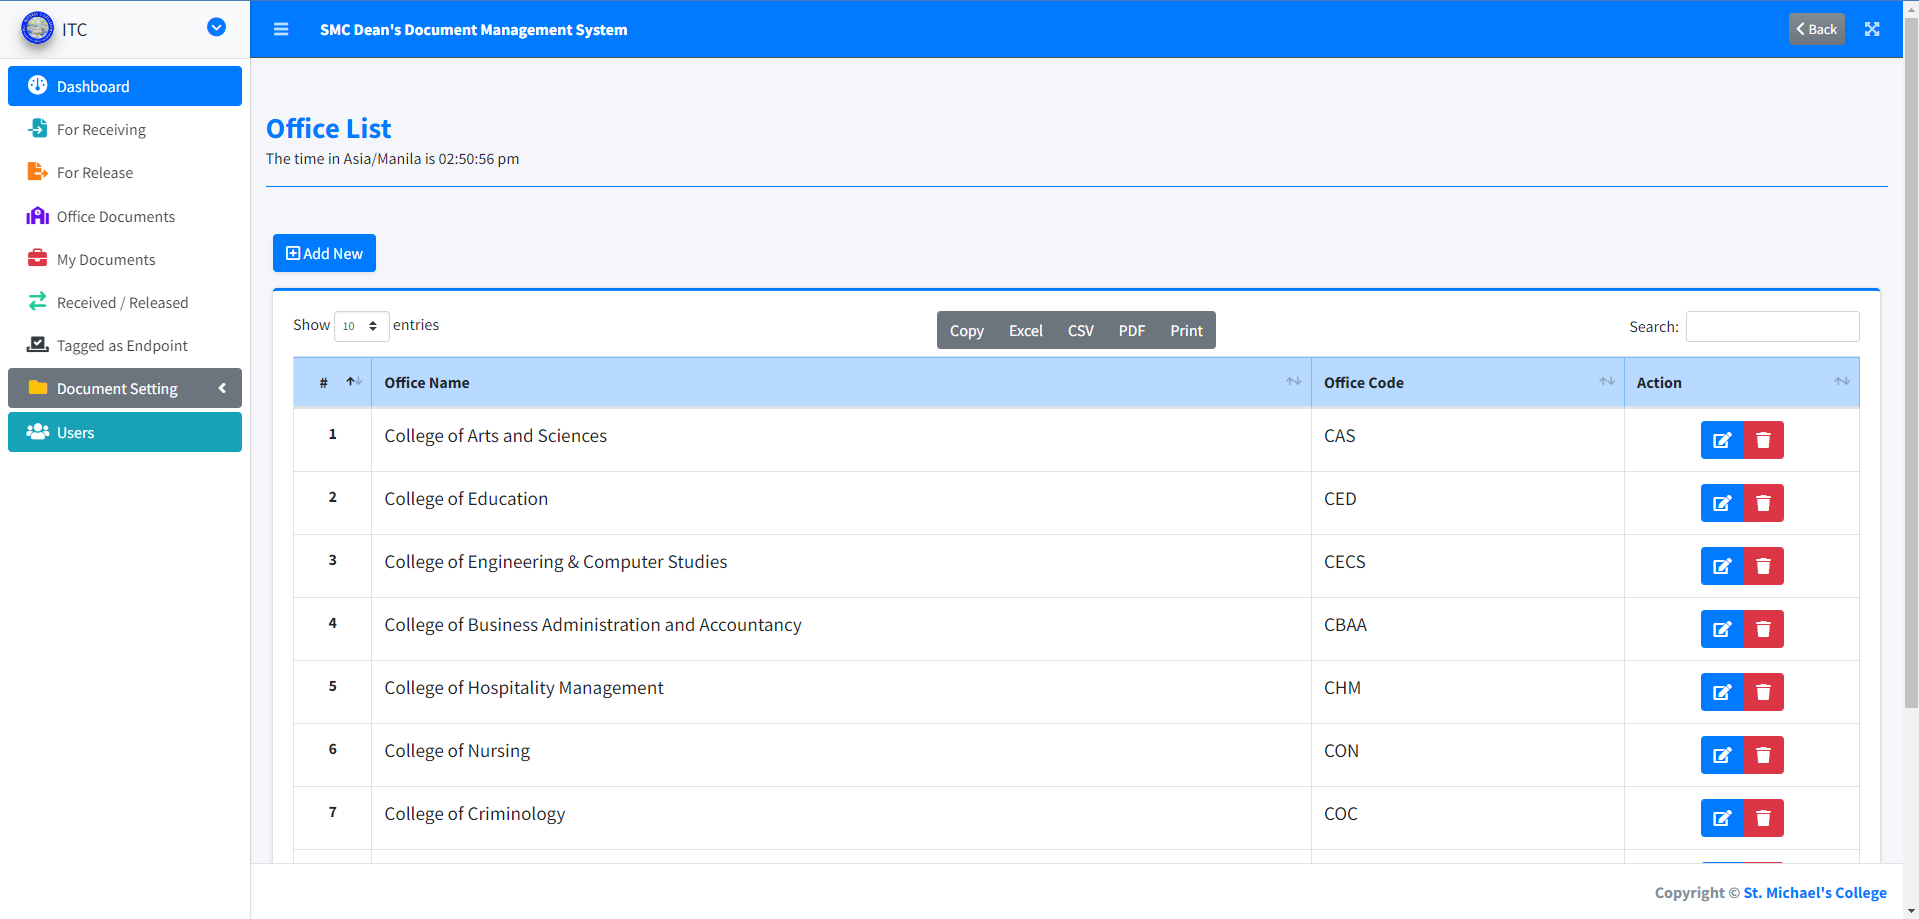 ITC
SMC Dean's Document Management System
Back
Dashboard
For Receiving
For Release
Office Documents
My Documents
Received / Released
Tagged as Endpoint
Document Setting
Users
Office List
The time in Asia/Manila is 02:50:56 pm
Add New
Show 10 entries
Copy Excel CSV PDF Print
Search:
# Office Name Office Code Action
1 College of Arts and Sciences CAS
2 College of Education CED
3 College of Engineering & Computer Studies CECS
4 College of Business Administration and Accountancy CBAA
5 College of Hospitality Management CHM
6 College of Nursing CON
7 College of Criminology COC
Copyright © St. Michael's College